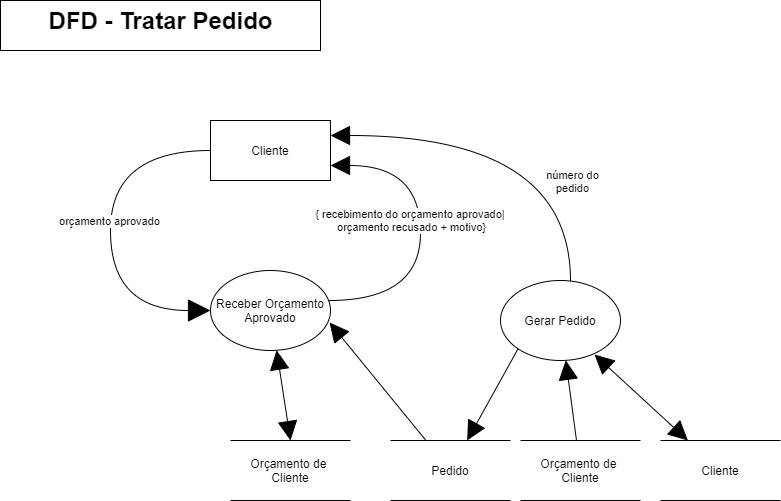 DFD - Tratar Pedido
Cliente
número do
pedido
orçamento aprovado
{ recebimento do orçamento aprovado|
orçamento recusado + motivo}
Receber Orçamento
Aprovado
Gerar Pedido
Orçamento de
Cliente
Pedido
Orçamento de
Cliente
Cliente